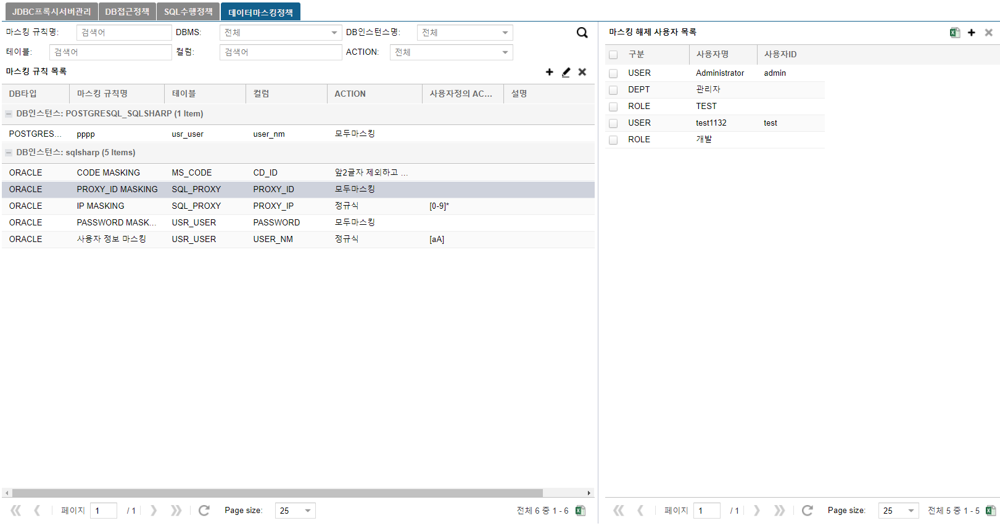 JDBC프록시서버관리 DB접근정책 SQL수행정책 데이터마스킹정책
마스킹 규칙명: 검색어 DBMS: 전체 DB인스턴스명: 전체
테이블: 검색어 컬럼: 검색어 ACTION: 전체
마스킹 규칙 목록
DB타입 마스킹 규칙명 테이블 컬럼 ACTION 사용자정의 AC... 설명
DB인스턴스: POSTGRESQL_SQLSHARP (1 Item)
POSTGRES... pppp usr_user user_nm 모두마스킹
DB인스턴스: sqlsharp (5 Items)
ORACLE CODE MASKING MS_CODE CD_ID 앞2글자 제외하고 ...
ORACLE PROXY_ID MASKING SQL_PROXY PROXY_ID 모두마스킹
ORACLE IP MASKING SQL_PROXY PROXY_IP 정규식 [0-9]*
ORACLE PASSWORD MASK... USR_USER PASSWORD 모두마스킹
ORACLE 사용자 정보 마스킹 USR_USER USER_NM 정규식 [aA]
페이지 1 / 1 Page size: 25 전체 6 중 1 - 6
마스킹 해제 사용자 목록
구분 사용자명 사용자ID
USER Administrator admin
DEPT 관리자
ROLE TEST
USER test1132 test
ROLE 개발
페이지 1 / 1 Page size: 25 전체 5 중 1 - 5